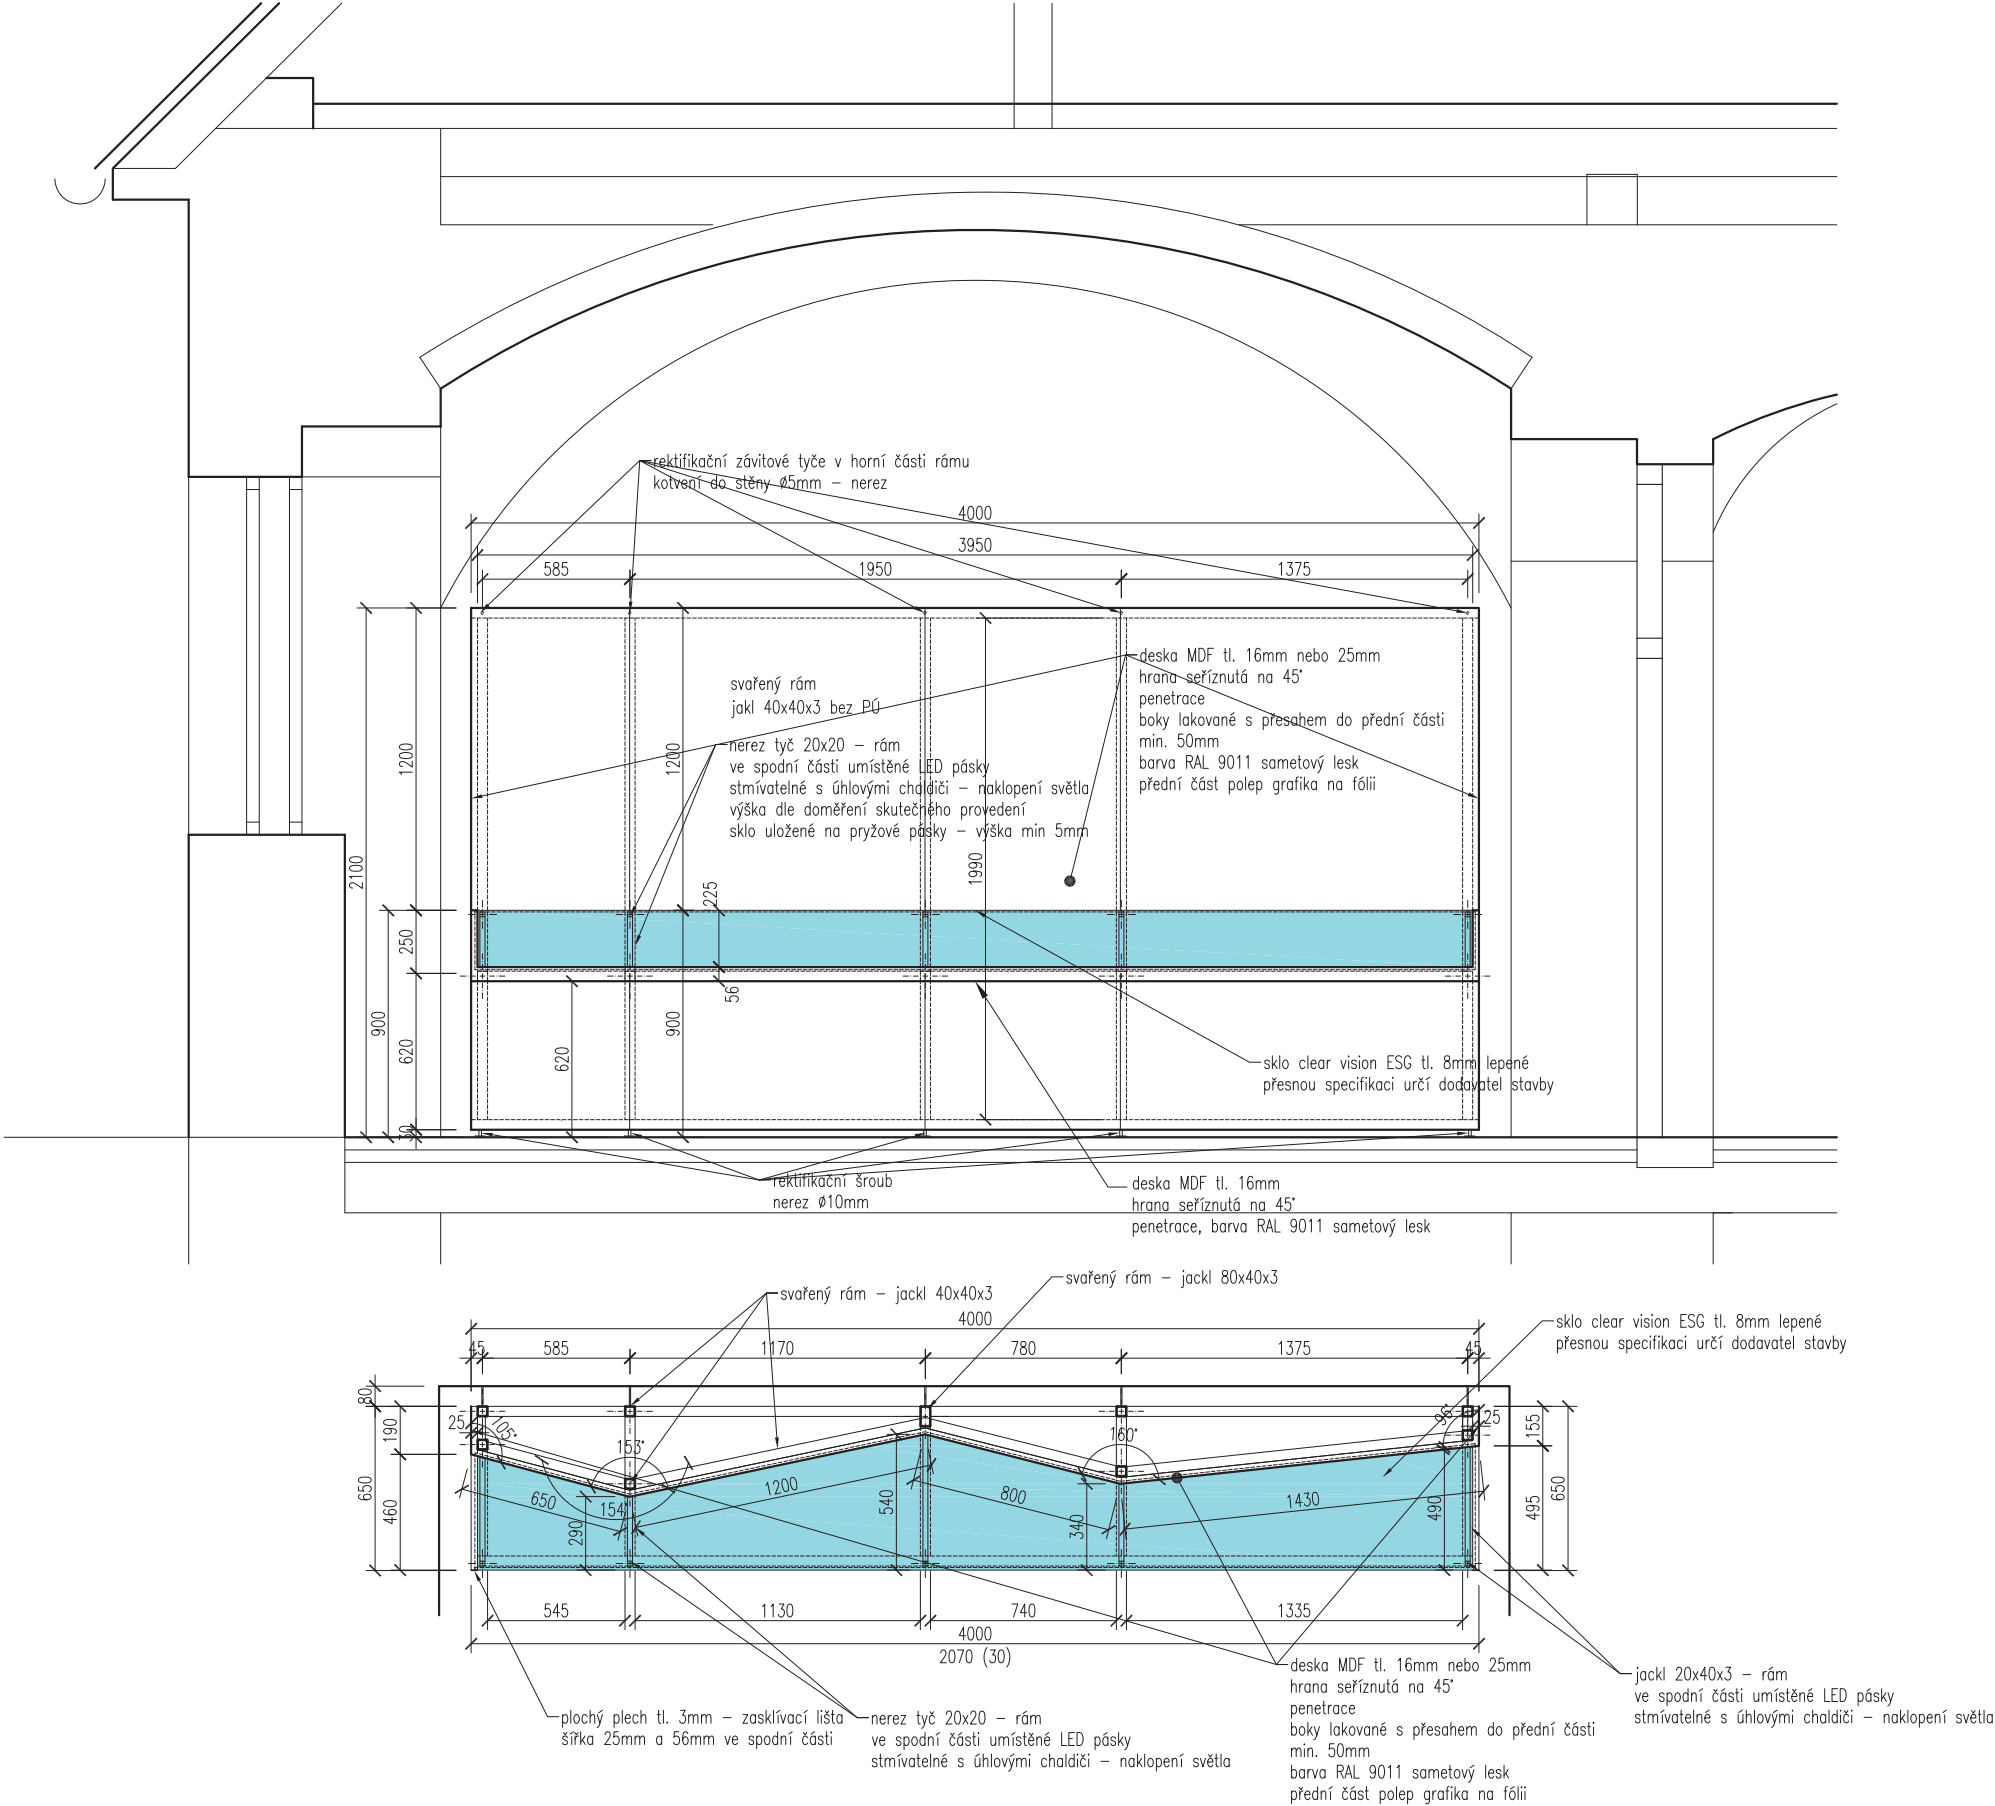 rektifikační závitové tyče v horní části rámu
kotvení do stěny ø5mm – nerez
4000
3950
585
1950
1375
deska MDF tl. 16mm nebo 25mm
hrana seříznutá na 45°
penetrace
boky lakované s přesahem do přední části
min. 50mm
barva RAL 9011 sametový lesk
přední část polep grafika na fólii
svařený rám
jakl 40x40x3 bez PÚ
nerez tyč 20x20 – rám
ve spodní části umístěné LED pásky
stmívatelné s úhlovými chaldiči – naklopení světla
výška dle doměření skutečného provedení
sklo uložené na pryžové pásky – výška min 5mm
1200
1200
2100
1990
225
250
56
900
620
620
900
30
sklo clear vision ESG tl. 8mm lepené
přesnou specifikaci určí dodavatel stavby
rektifikační šroub
nerez ø10mm
deska MDF tl. 16mm
hrana seříznutá na 45°
penetrace, barva RAL 9011 sametový lesk
svařený rám – jackl 80x40x3
svařený rám – jackl 40x40x3
4000
sklo clear vision ESG tl. 8mm lepené
přesnou specifikaci určí dodavatel stavby
45
585
1170
780
1375
45
80
190
25
105°
153°
160°
96°
25
155
650
460
650
154°
290
1200
540
800
340
1430
490
495
650
545
1130
740
1335
4000
2070 (30)
deska MDF tl. 16mm nebo 25mm
hrana seříznutá na 45°
penetrace
boky lakované s přesahem do přední části
min. 50mm
barva RAL 9011 sametový lesk
přední část polep grafika na fólii
jackl 20x40x3 – rám
ve spodní části umístěné LED pásky
stmívatelné s úhlovými chaldiči – naklopení světla
plochý plech tl. 3mm – zasklívací lišta
šířka 25mm a 56mm ve spodní části
nerez tyč 20x20 – rám
ve spodní části umístěné LED pásky
stmívatelné s úhlovými chaldiči – naklopení světla